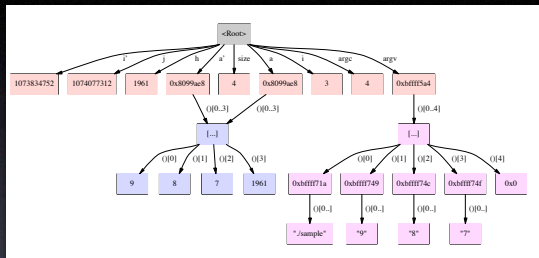 <Root>
i` j h a` size a i argc argv
1073834752 1074077312 1961 0x8099ae8 4 0x8099ae8 3 4 0xbffff5a4
()[0..3] ()[0..3] ()[0..4]
[...] [...]
()[0] ()[1] ()[2] ()[3] ()[0] ()[1] ()[2] ()[3] ()[4]
9 8 7 1961 0xbffff71a 0xbffff749 0xbffff74c 0xbffff74f 0x0
()[0..] ()[0..] ()[0..] ()[0..]
"./sample" "9" "8" "7"